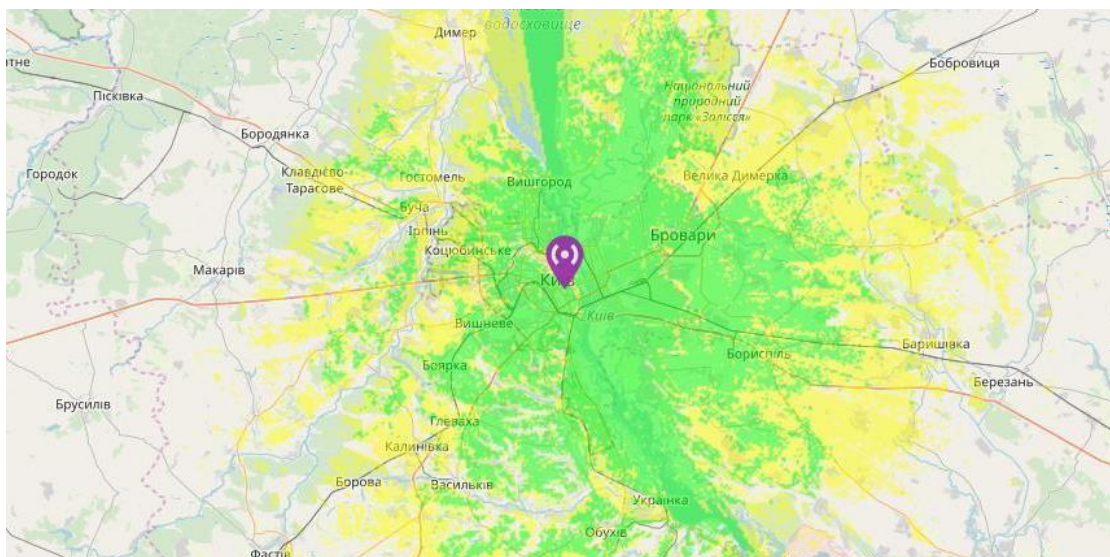 водосховище
Димер
Бобровиця
Пісківка
Національний
природний
парк «Залісся»
Бородянка
Городок
Клавдієво-
Тарасове
Гостомель
Вишгород
Велика Димерка
Буча
Ірпінь
Коцюбинське
Бровари
Макарів
Київ
Київ
Вишневе
Баришівка
Бориспіль
Боярка
Березань
Брусилів
Глеваха
Калинівка
Борова
Васильків
Українка
Обухів
Фастів